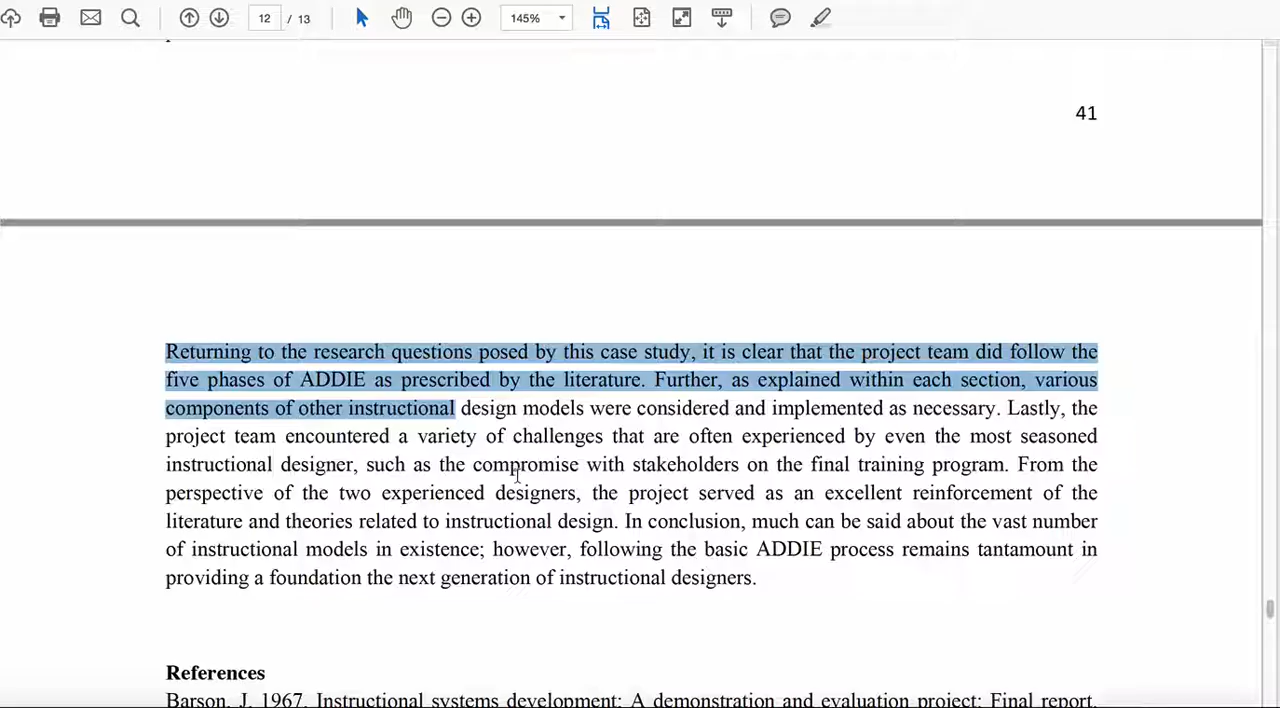 12 / 13 145%
41
Returning to the research questions posed by this case study, it is clear that the project team did follow the
five phases of ADDIE as prescribed by the literature. Further, as explained within each section, various
components of other instructional design models were considered and implemented as necessary. Lastly, the
project team encountered a variety of challenges that are often experienced by even the most seasoned
instructional designer, such as the compromise with stakeholders on the final training program. From the
perspective of the two experienced designers, the project served as an excellent reinforcement of the
literature and theories related to instructional design. In conclusion, much can be said about the vast number
of instructional models in existence; however, following the basic ADDIE process remains tantamount in
providing a foundation the next generation of instructional designers.
References
Barson, J. 1967. Instructional systems development: A demonstration and evaluation project: Final report.